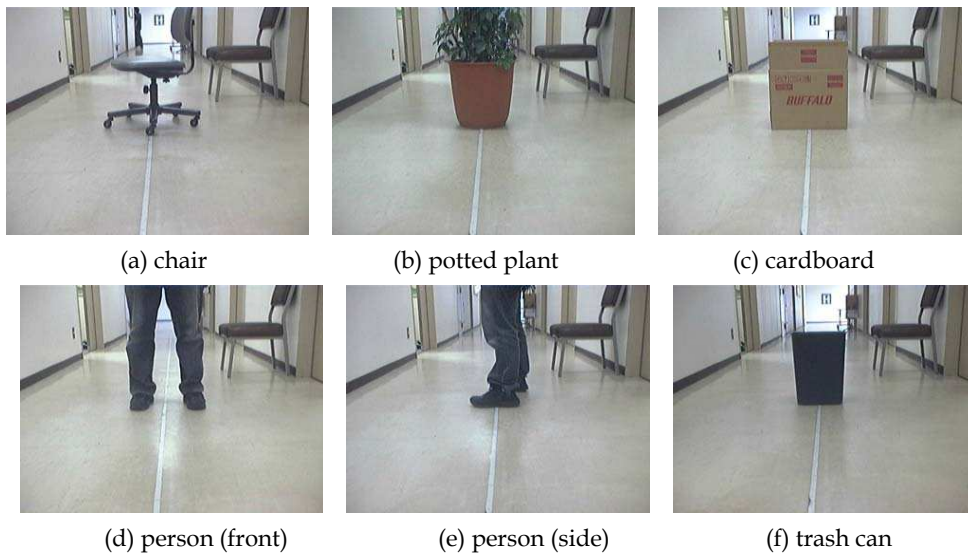 BUFFALO
(a) chair
(b) potted plant
(c) cardboard
H
(d) person (front)
(e) person (side)
(f) trash can